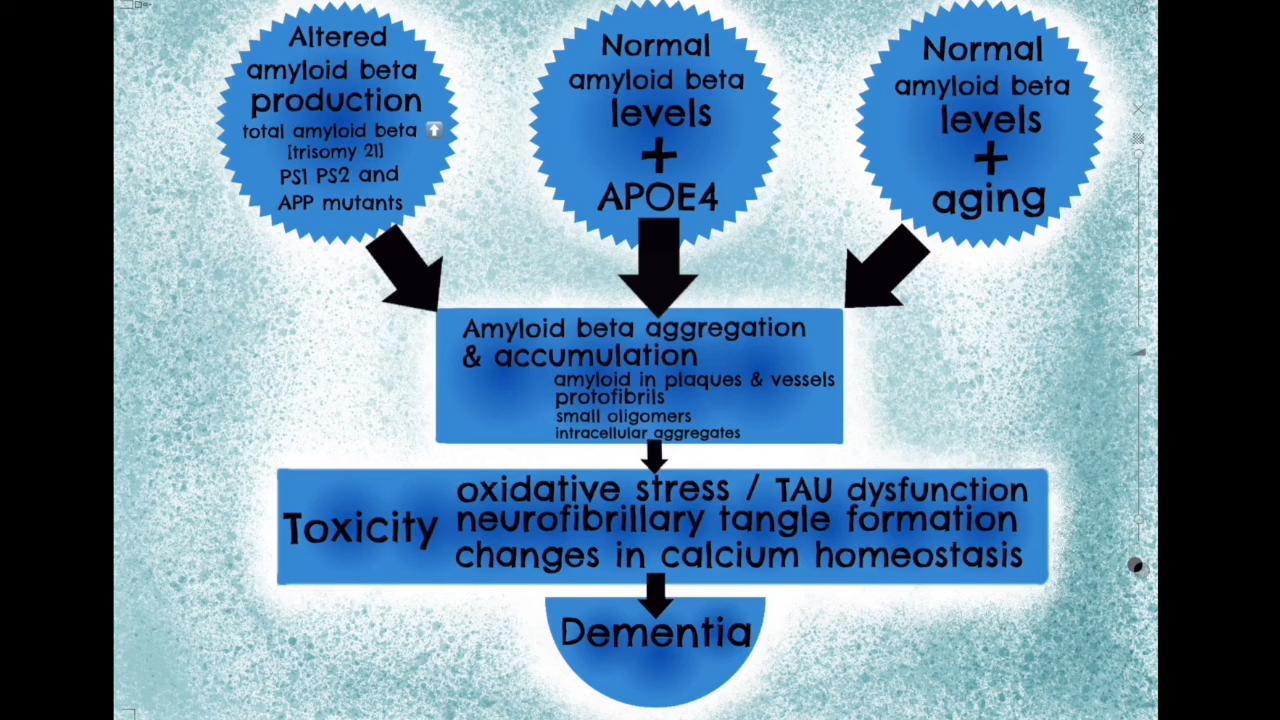 Altered
amyloid beta
production
total amyloid beta ⬆
[trisomy 21]
PS1 PS2 and
APP mutants
Normal
amyloid beta
levels
+
APOE4
Normal
amyloid beta
levels
+
aging
Amyloid beta aggregation
& accumulation
amyloid in plaques & vessels
protofibrils
small oligomers
intracellular aggregates
Toxicity
oxidative stress / TAU dysfunction
neurofibrillary tangle formation
changes in calcium homeostasis
Dementia